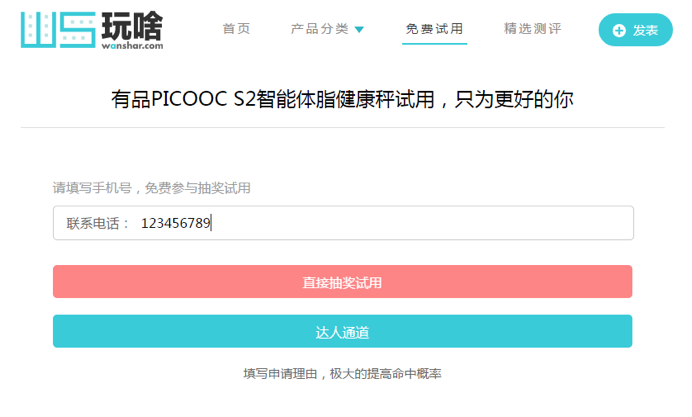 玩啥
wanshar.com
首页 产品分类 免费试用 精选测评 发表
有品PICOOC S2智能体脂健康秤试用，只为更好的你
请填写手机号，免费参与抽奖试用
联系电话： 123456789
直接抽奖试用
达人通道
填写申请理由，极大的提高命中概率